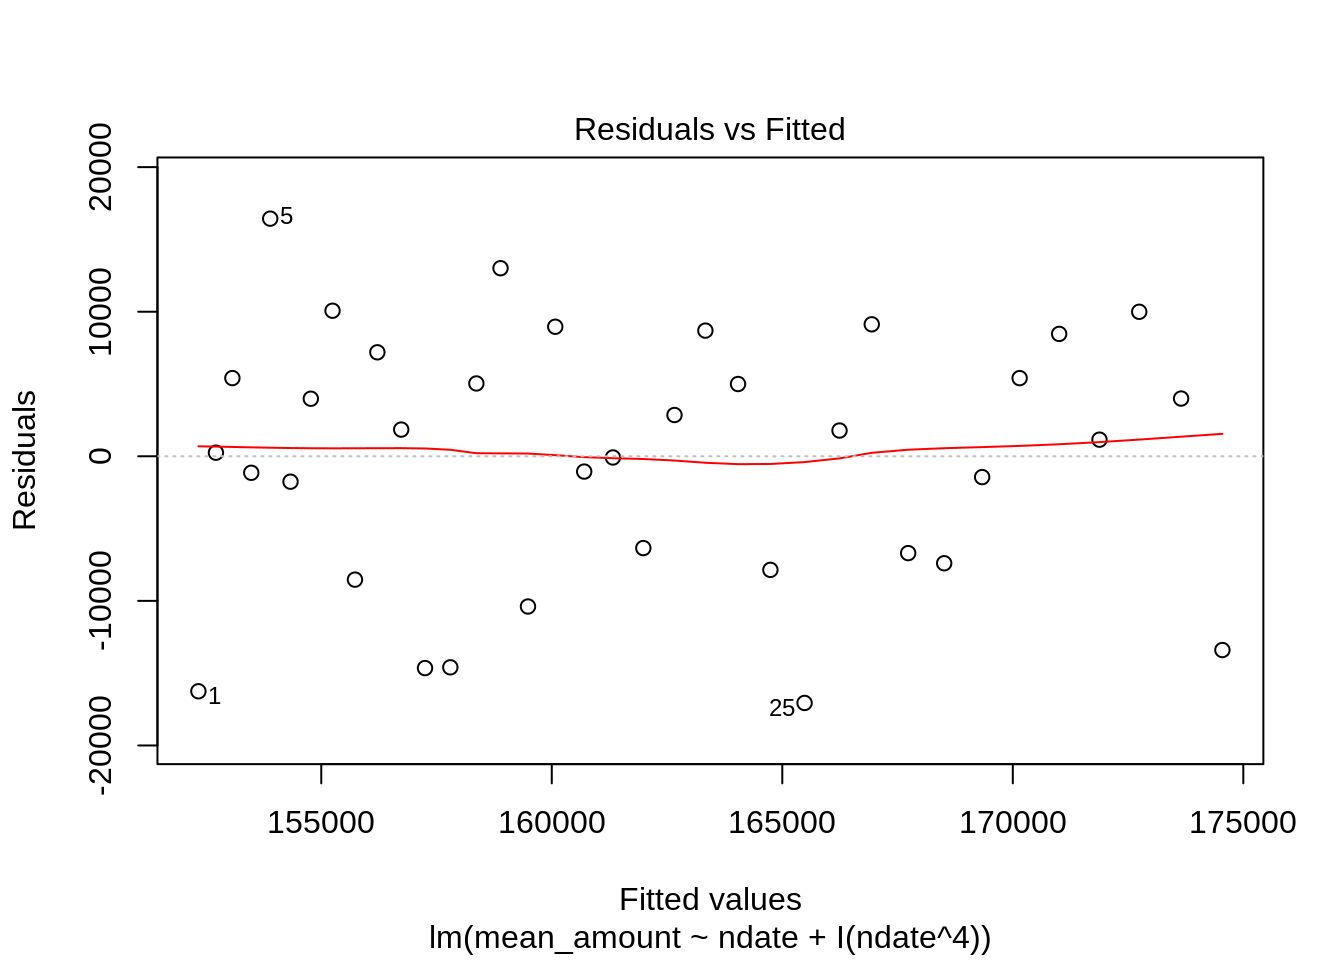 Residuals vs Fitted
Residuals
20000
10000
0
-10000
-20000
5
1
25
155000 160000 165000 170000 175000
Fitted values
lm(mean_amount ~ ndate + I(ndate^4))